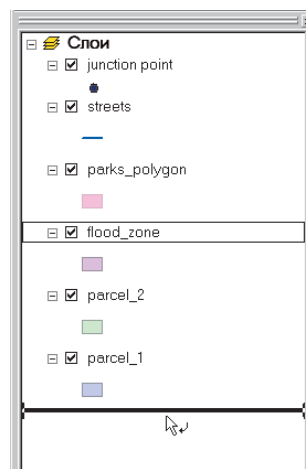 Слои
junction point
streets
parks_polygon
flood_zone
parcel_2
parcel_1